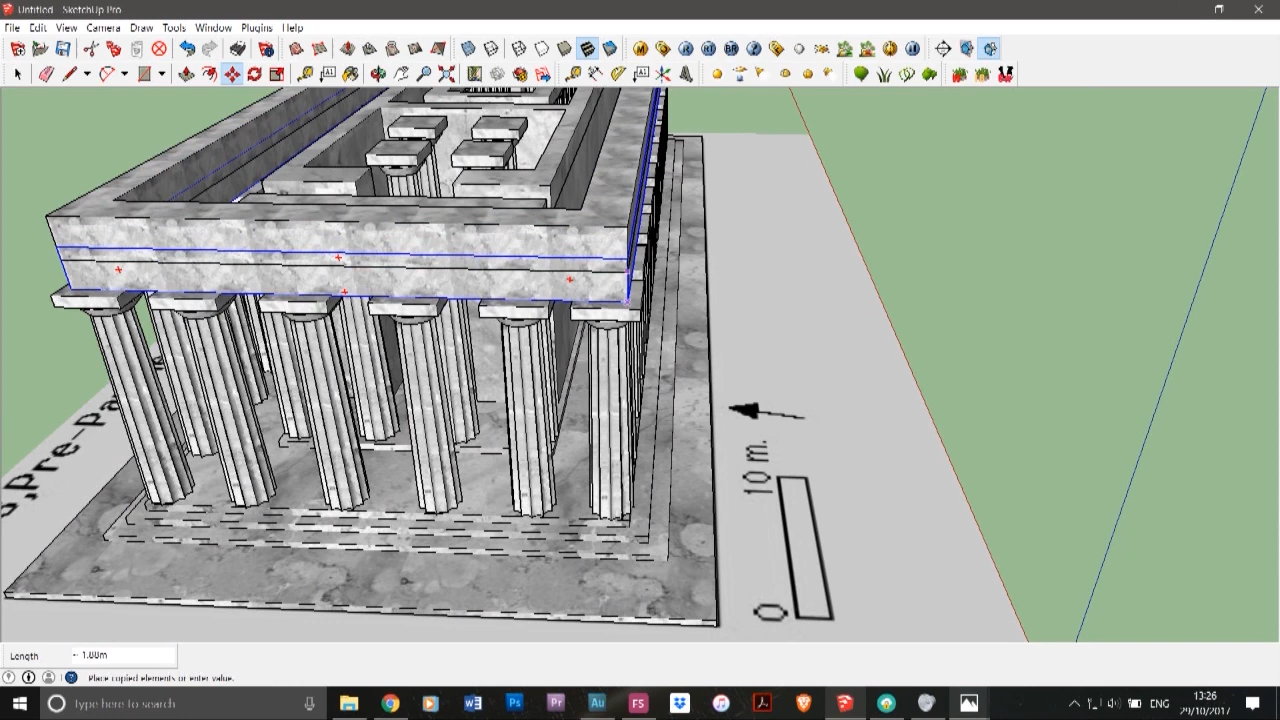 Untitled - SketchUp Pro
File Edit View Camera Draw Tools Window Plugins Help
10 m.
0
Length ~ 1.88m
Place copied elements or enter value.
Type here to search
ENG
13:26
29/10/2017